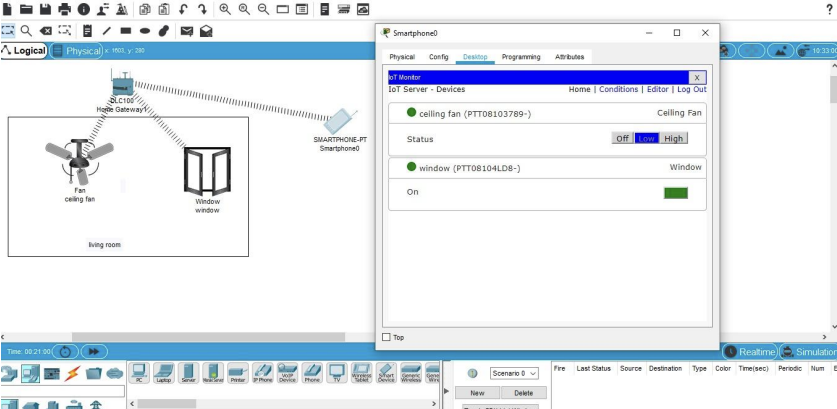 ?
Logical Physical x: 1603, y: 280 18:33:00
Smartphone0
Physical Config Desktop Programming Attributes
IoT Monitor X
IoT Server - Devices Home | Conditions | Editor | Log Out
ceiling fan (PTT08103789-) Ceiling Fan
Status Off Low High
window (PTT08104LD8-) Window
On
DLC100
Home Gateway1
SMARTPHONE-PT
Smartphone0
Fan
ceiling fan
Window
window
living room
Top
Time: 00:21:00 Realtime Simulation
PC Laptop Server Printer IP Phone VoIP Device Phone TV Wireless Tablet Smart Device Generic Wireless
Scenario 0 Fire Last Status Source Destination Type Color Time(sec) Periodic Num E
New Delete